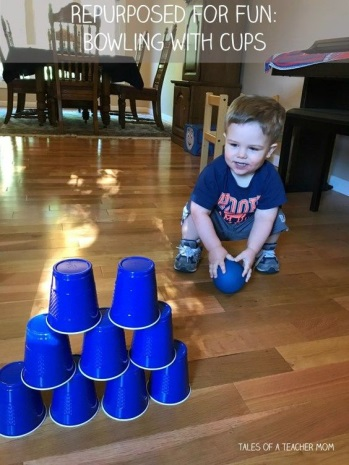 REPURPOSED FOR FUN:
BOWLING WITH CUPS
TALES OF A TEACHER MOM